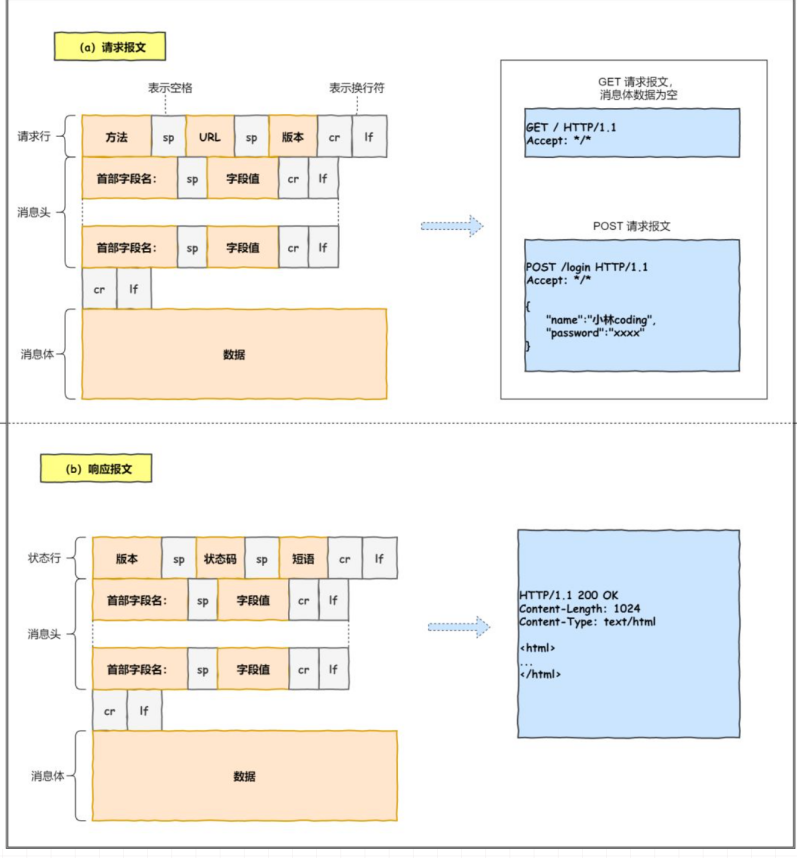 (a) 请求报文
表示空格
表示换行符
请求行
方法 sp URL sp 版本 cr lf
消息头
首部字段名: sp 字段值 cr lf
首部字段名: sp 字段值 cr lf
cr lf
消息体
数据
GET 请求报文，
消息体数据为空
GET / HTTP/1.1
Accept: */*
POST 请求报文
POST /login HTTP/1.1
Accept: */*
{
"name":"小林coding",
"password":"xxxx"
}
(b) 响应报文
状态行
版本 sp 状态码 sp 短语 cr lf
消息头
首部字段名: sp 字段值 cr lf
首部字段名: sp 字段值 cr lf
cr lf
消息体
数据
HTTP/1.1 200 OK
Content-Length: 1024
Content-Type: text/html
<html>
...
</html>